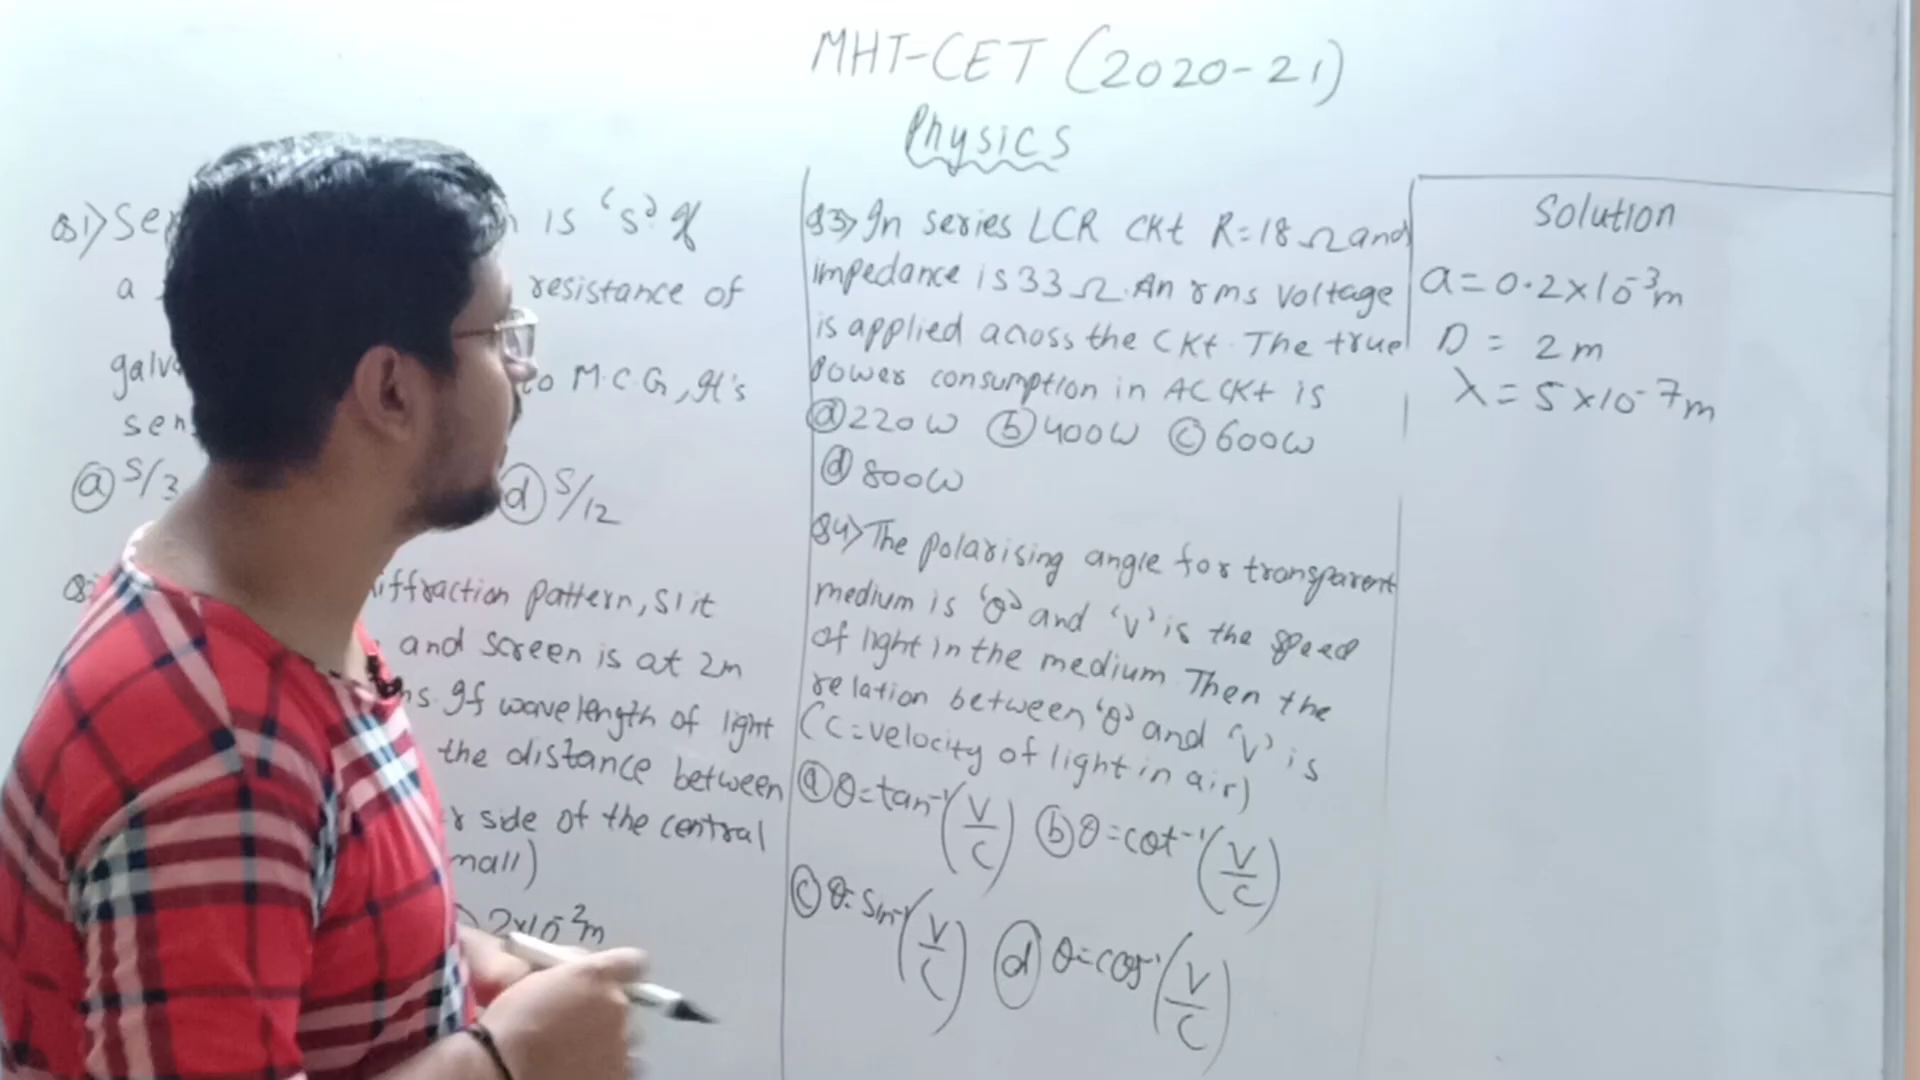 MHT-CET (2020-21)
Physics
Q1) Se is 'S'. If
a resistance of
galv to M.C.G, It's
sen
(a) S/3 (d) S/12
Q2 iffraction pattern, slit
and screen is at 2m
ns. If wavelength of light
the distance between
r side of the central
mall)
2×10⁻²m
Q3) In series LCR CKt R=18Ω and
impedance is 33Ω. An rms voltage
is applied across the CKt. The true
power consumption in AC CKt is
(a) 220W (b) 400W (c) 600W
(d) 800W
Q4) The polarising angle for transparent
medium is 'θ' and 'V' is the speed
of light in the medium. Then the
relation between 'θ' and 'V' is
(C = velocity of light in air)
(a) θ=tan⁻¹(V/C) (b) θ=cot⁻¹(V/C)
(c) θ=sin⁻¹(V/C) (d) θ=cos⁻¹(V/C)
Solution
a = 0.2×10⁻³m
D = 2m
λ = 5×10⁻⁷m